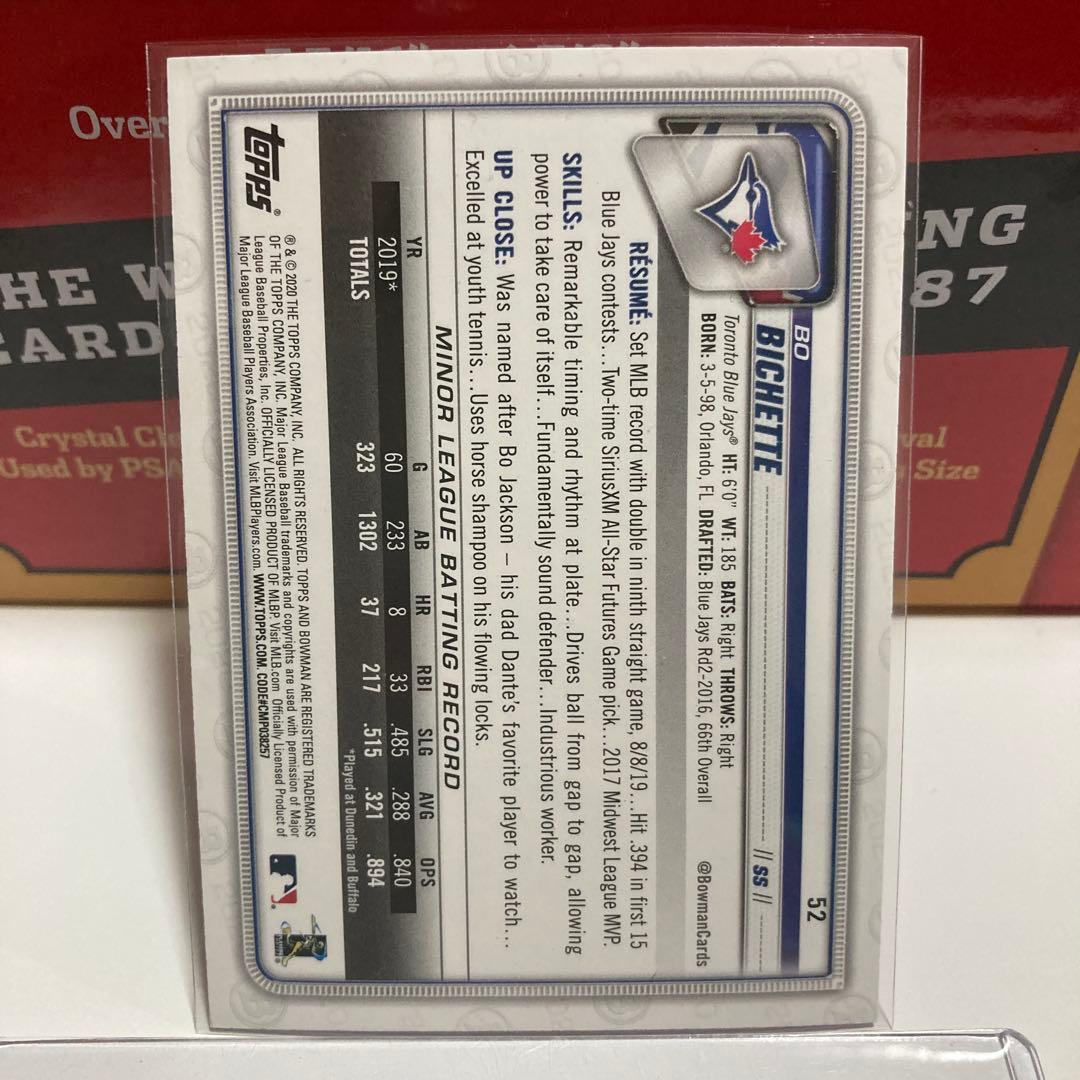 52
BO
BICHETTE
|| SS ||
Toronto Blue Jays® HT: 6'0" WT: 185 BATS: Right THROWS: Right
@BowmanCards
BORN: 3-5-98, Orlando, FL DRAFTED: Blue Jays Rd2-2016, 66th Overall
RÉSUMÉ: Set MLB record with double in ninth straight game, 8/8/19...Hit .394 in first 15
Blue Jays contests...Two-time SiriusXM All-Star Futures Game pick...2017 Midwest League MVP.
SKILLS: Remarkable timing and rhythm at plate...Drives ball from gap to gap, allowing
power to take care of itself...Fundamentally sound defender...Industrious worker.
UP CLOSE: Was named after Bo Jackson – his dad Dante's favorite player to watch...
Excelled at youth tennis...Uses horse shampoo on his flowing locks.
MINOR LEAGUE BATTING RECORD
YR G AB HR RBI SLG AVG OPS
2019* 60 233 8 33 .485 .288 .840
TOTALS 323 1302 37 217 .515 .321 .894
*Played at Dunedin and Buffalo
topps®
® & © 2020 THE TOPPS COMPANY, INC. ALL RIGHTS RESERVED. TOPPS AND BOWMAN ARE REGISTERED TRADEMARKS
OF THE TOPPS COMPANY, INC. Major League Baseball trademarks and copyrights are used with permission of Major
League Baseball Properties, Inc. OFFICIALLY LICENSED PRODUCT OF MLBP. Visit MLB.com Officially Licensed Product of
Major League Baseball Players Association. Visit MLBPlayers.com. WWW.TOPPS.COM. CODE#CMP038257
Over
NG
HE W
87
CARD
Crystal Cl
val
Used by PSA
s Size